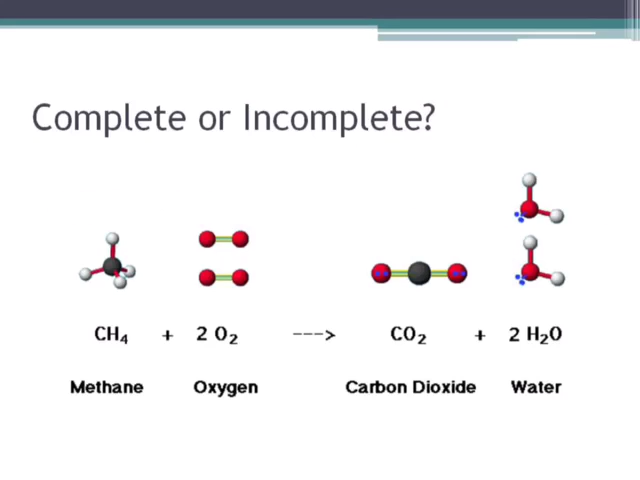 Complete or Incomplete?
CH4 + 2 O2 ---> CO2 + 2 H2O
Methane Oxygen Carbon Dioxide Water